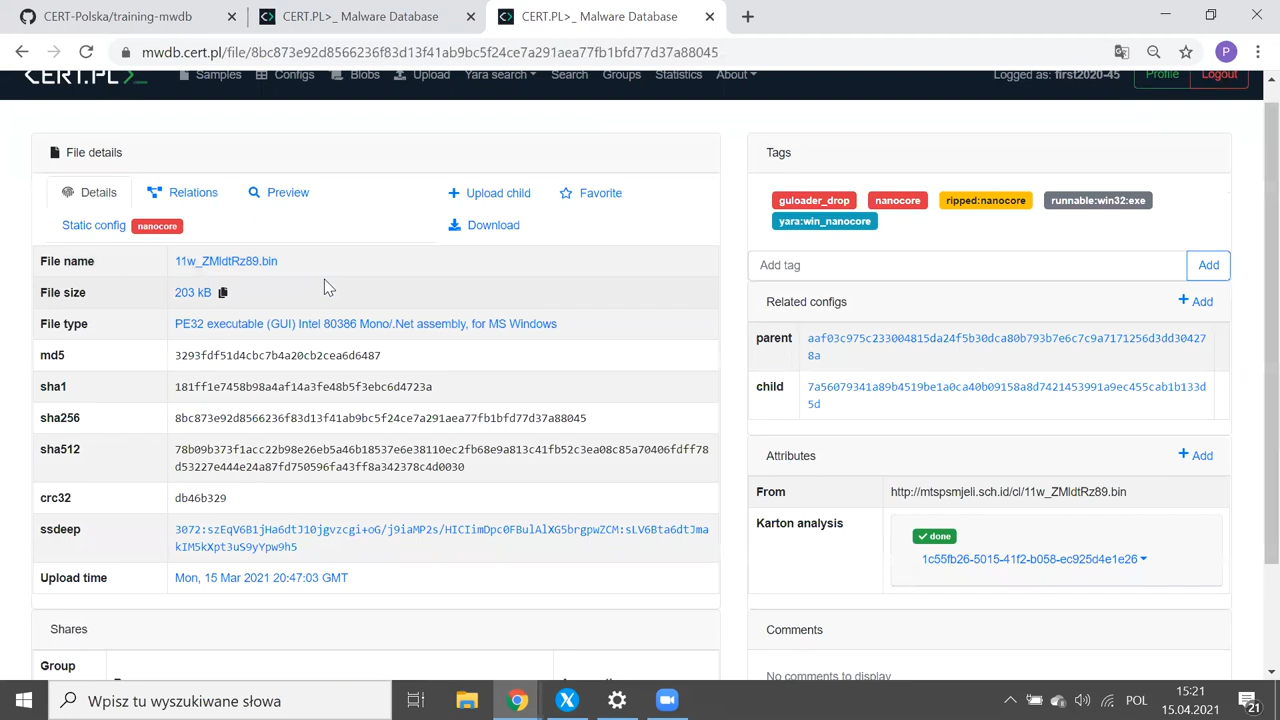 CERT-Polska/training-mwdb
CERT.PL>_ Malware Database
CERT.PL>_ Malware Database
mwdb.cert.pl/file/8bc873e92d8566236f83d13f41ab9bc5f24ce7a291aea77fb1bfd77d37a88045
P
CERT.PL>_
Samples
Configs
Blobs
Upload
Yara search
Search
Groups
Statistics
About
Logged as: first2020-45
Profile
Logout
File details
Details
Relations
Preview
Upload child
Favorite
Static config nanocore
Download
File name 11w_ZMldtRz89.bin
File size 203 kB
File type PE32 executable (GUI) Intel 80386 Mono/.Net assembly, for MS Windows
md5 3293fdf51d4cbc7b4a20cb2cea6d6487
sha1 181ff1e7458b98a4af14a3fe48b5f3ebc6d4723a
sha256 8bc873e92d8566236f83d13f41ab9bc5f24ce7a291aea77fb1bfd77d37a88045
sha512 78b09b373f1acc22b98e26eb5a46b18537e6e38110ec2fb68e9a813c41fb52c3ea08c85a70406fdff78
d53227e444e24a87fd750596fa43ff8a342378c4d0030
crc32 db46b329
ssdeep 3072:szEqV6B1jHa6dtJ10jgvzcgi+oG/j9iaMP2s/HICIimDpc0FBulAlXG5brgpwZCM:sLV6Bta6dtJma
kIM5kXpt3uS9yYpw9h5
Upload time Mon, 15 Mar 2021 20:47:03 GMT
Shares
Group
Tags
guloader_drop nanocore ripped:nanocore runnable:win32:exe
yara:win_nanocore
Add tag
Add
Related configs
Add
parent aaf03c975c233004815da24f5b30dca80b793b7e6c7c9a7171256d3dd30427
8a
child 7a56079341a89b4519be1a0ca40b09158a8d7421453991a9ec455cab1b133d
5d
Attributes
Add
From http://mtspsmjeli.sch.id/cl/11w_ZMldtRz89.bin
Karton analysis
done
1c55fb26-5015-41f2-b058-ec925d4e1e26
Comments
No comments to display
Wpisz tu wyszukiwane słowa
POL
15:21
15.04.2021
21